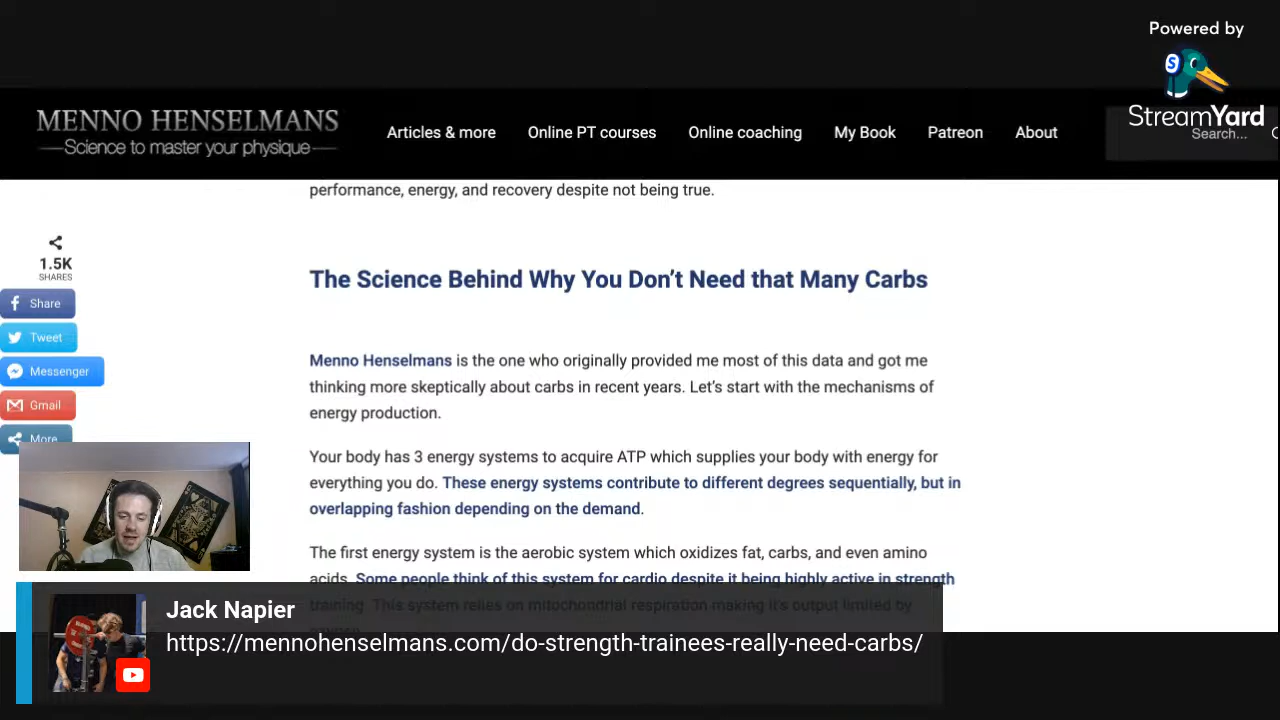 Powered by
S
StreamYard
MENNO HENSELMANS
Science to master your physique
Articles & more
Online PT courses
Online coaching
My Book
Patreon
About
Search...
performance, energy, and recovery despite not being true.
1.5K
SHARES
Share
Tweet
Messenger
Gmail
More
The Science Behind Why You Don’t Need that Many Carbs
Menno Henselmans is the one who originally provided me most of this data and got me
thinking more skeptically about carbs in recent years. Let’s start with the mechanisms of
energy production.
Your body has 3 energy systems to acquire ATP which supplies your body with energy for
everything you do. These energy systems contribute to different degrees sequentially, but in
overlapping fashion depending on the demand.
The first energy system is the aerobic system which oxidizes fat, carbs, and even amino
acids. Some people think of this system for cardio despite it being highly active in strength
training. This system relies on mitochondrial respiration making it’s output limited by
Jack Napier
https://mennohenselmans.com/do-strength-trainees-really-need-carbs/